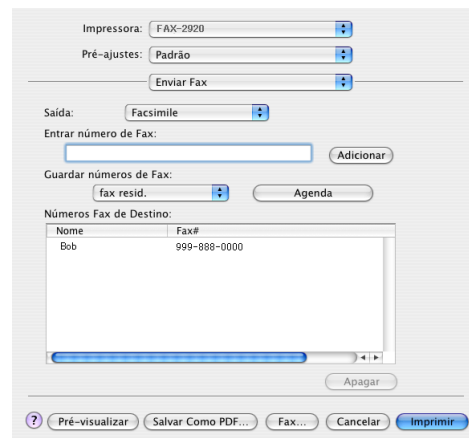 Impressora: FAX-2920
Pré-ajustes: Padrão
Enviar Fax
Saída: Facsimile
Entrar número de Fax:
Adicionar
Guardar números de Fax:
fax resid. Agenda
Números Fax de Destino:
Nome Fax#
Bob 999-888-0000
Apagar
? Pré-visualizar Salvar Como PDF... Fax... Cancelar Imprimir